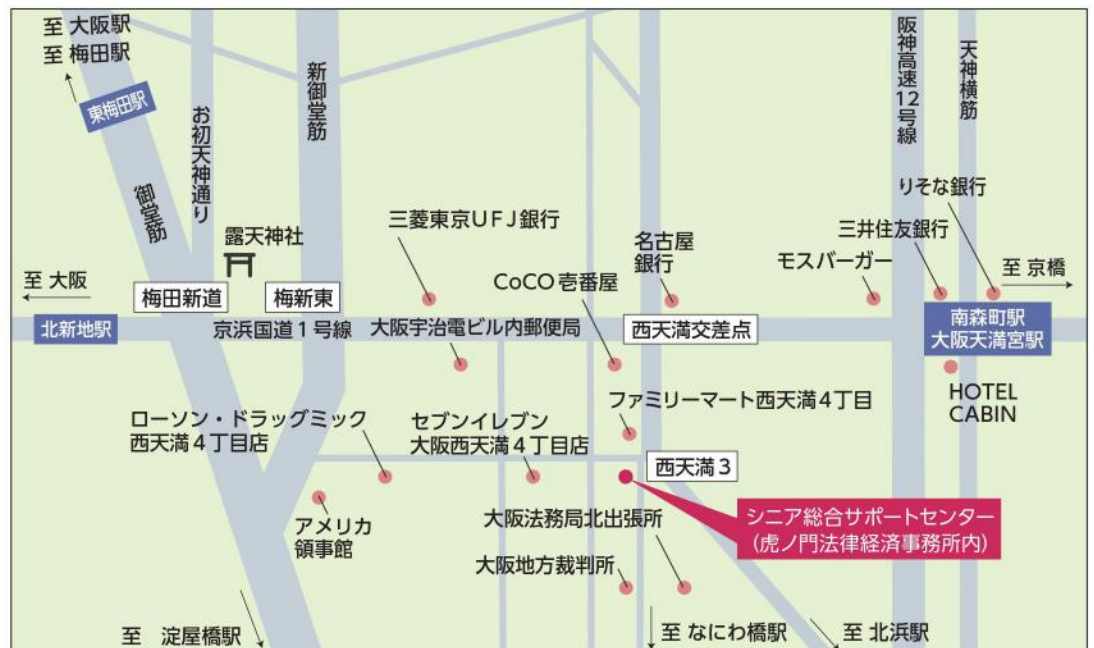 至 大阪駅
至 梅田駅
東梅田駅
お初天神通り
新御堂筋
阪神高速12号線
天神横筋
御堂筋
露天神社
三菱東京UFJ銀行
名古屋
銀行
CoCO壱番屋
モスバーガー
三井住友銀行
りそな銀行
至 大阪
梅田新道
梅新東
至 京橋
北新地駅
京浜国道1号線
大阪宇治電ビル内郵便局
西天満交差点
南森町駅
大阪天満宮駅
HOTEL
CABIN
ファミリーマート西天満4丁目
ローソン・ドラッグミック
西天満4丁目店
セブンイレブン
大阪西天満4丁目店
西天満3
アメリカ
領事館
大阪法務局北出張所
シニア総合サポートセンター
(虎ノ門法律経済事務所内)
大阪地方裁判所
至 淀屋橋駅
至 なにわ橋駅
至 北浜駅